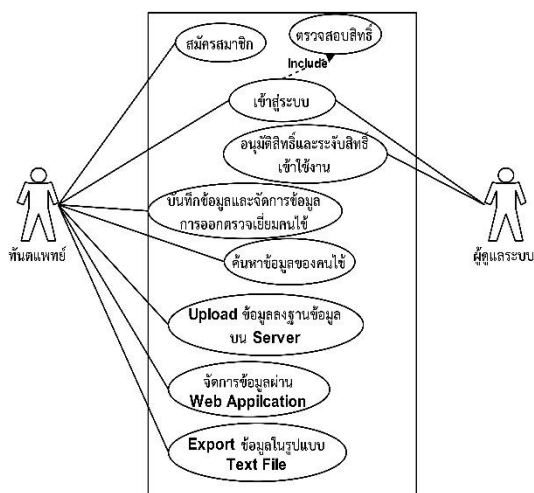 สมัครสมาชิก
ตรวจสอบสิทธิ์
Include
เข้าสู่ระบบ
อนุมัติสิทธิ์และระงับสิทธิ์
เข้าใช้งาน
บันทึกข้อมูลและจัดการข้อมูล
การออกตรวจเยี่ยมคนไข้
ทันตแพทย์
ผู้ดูแลระบบ
ค้นหาข้อมูลของคนไข้
Upload ข้อมูลลงฐานข้อมูล
บน Server
จัดการข้อมูลผ่าน
Web Appilcation
Export ข้อมูลในรูปแบบ
Text File